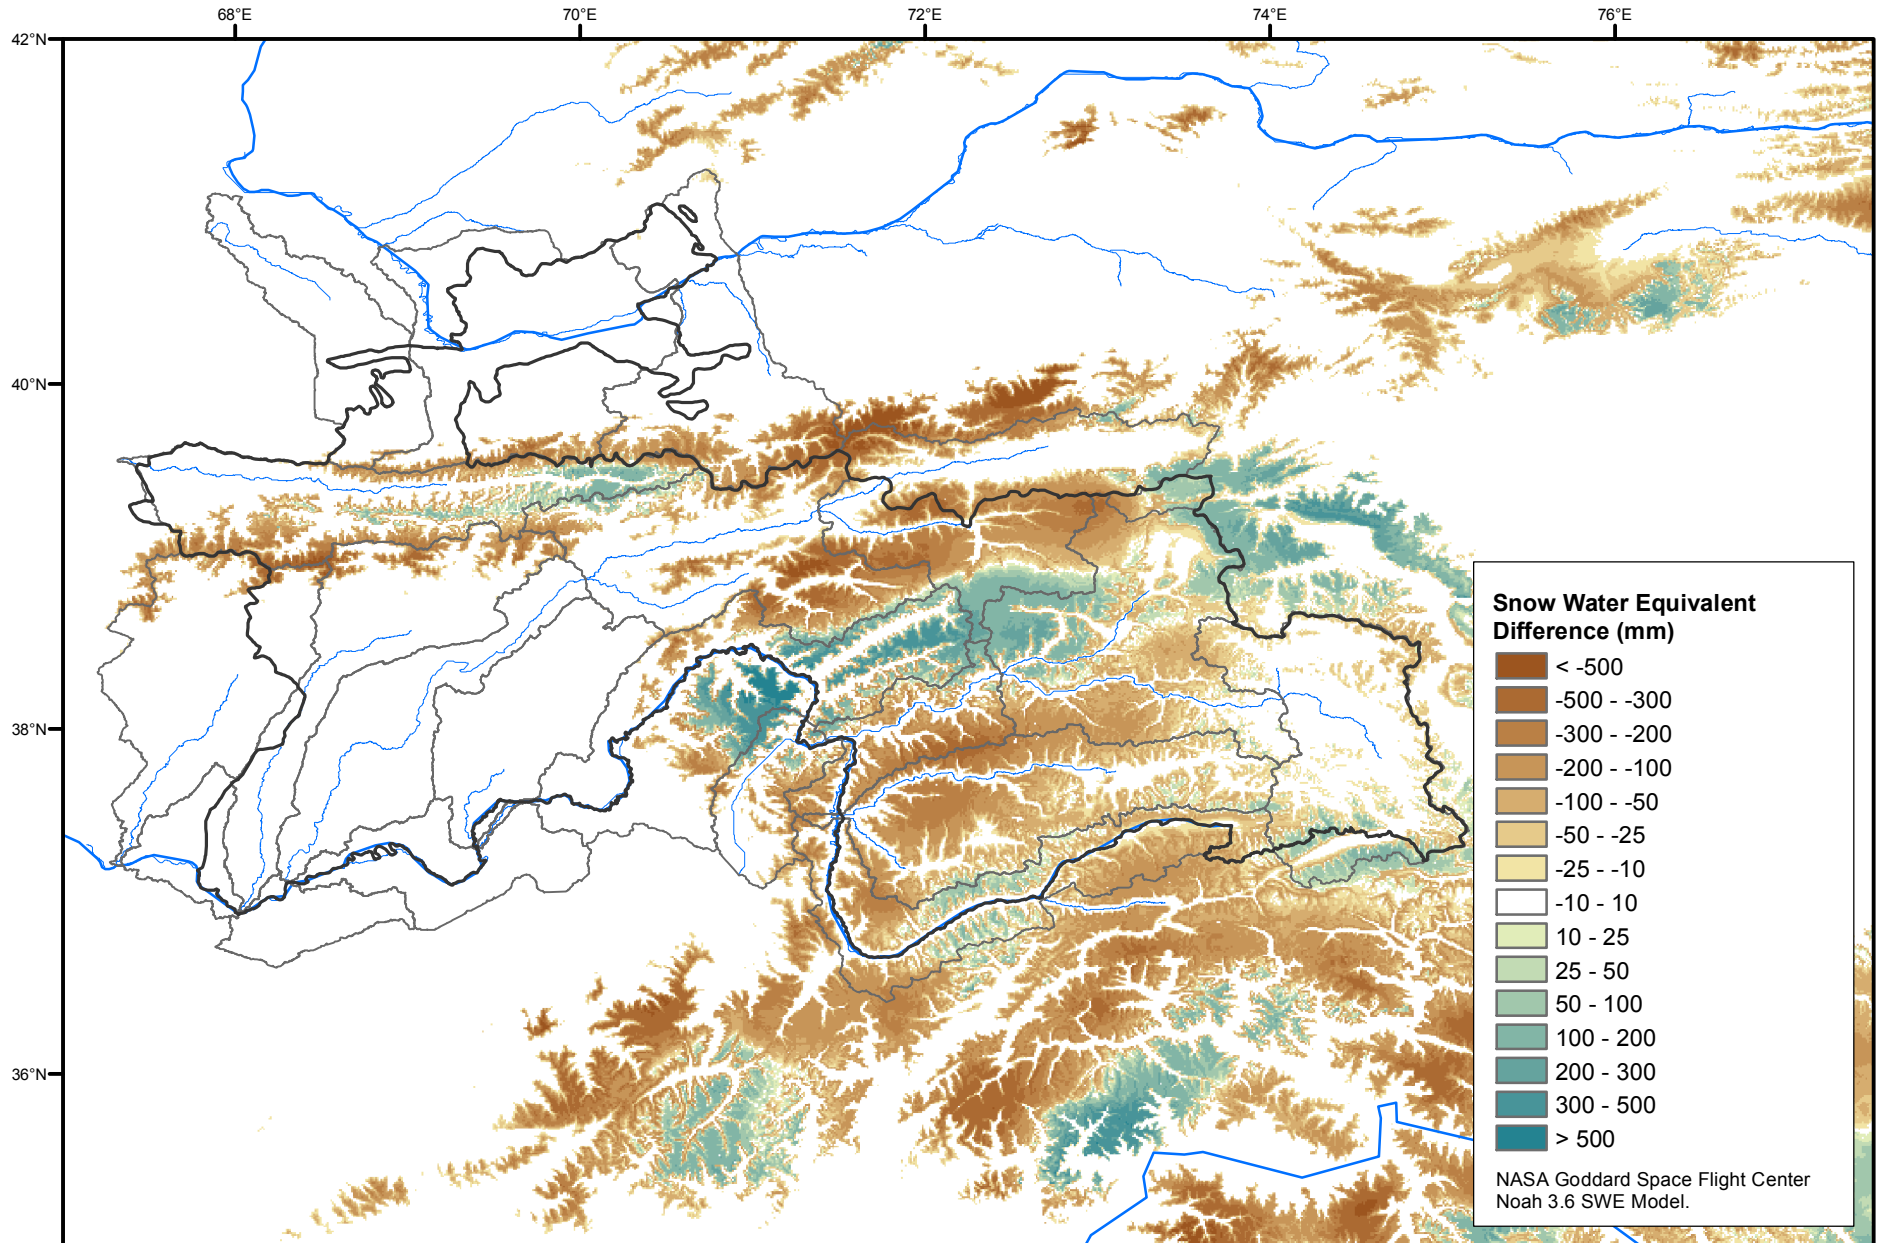 68°E
70°E
72°E
74°E
76°E
42°N
40°N
38°N
36°N
Snow Water Equivalent
Difference (mm)
< -500
-500 - -300
-300 - -200
-200 - -100
-100 - -50
-50 - -25
-25 - -10
-10 - 10
10 - 25
25 - 50
50 - 100
100 - 200
200 - 300
300 - 500
> 500
NASA Goddard Space Flight Center
Noah 3.6 SWE Model.